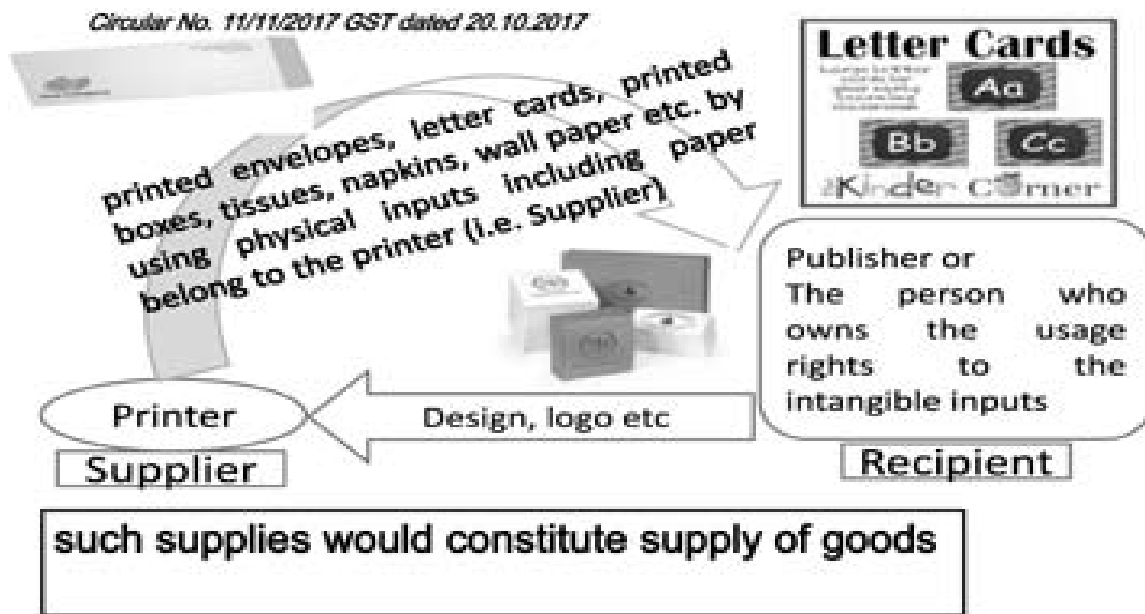 Circular No. 11/11/2017 GST dated 20.10.2017
printed envelopes, letter cards, printed
boxes, tissues, napkins, wall paper etc. by
using physical inputs including paper
belong to the printer (i.e. Supplier)
Letter Cards
Aa
Bb
Cc
Kinder Corner
Publisher or
The person who
owns the usage
rights to the
intangible inputs
Recipient
Design, logo etc
Printer
Supplier
such supplies would constitute supply of goods